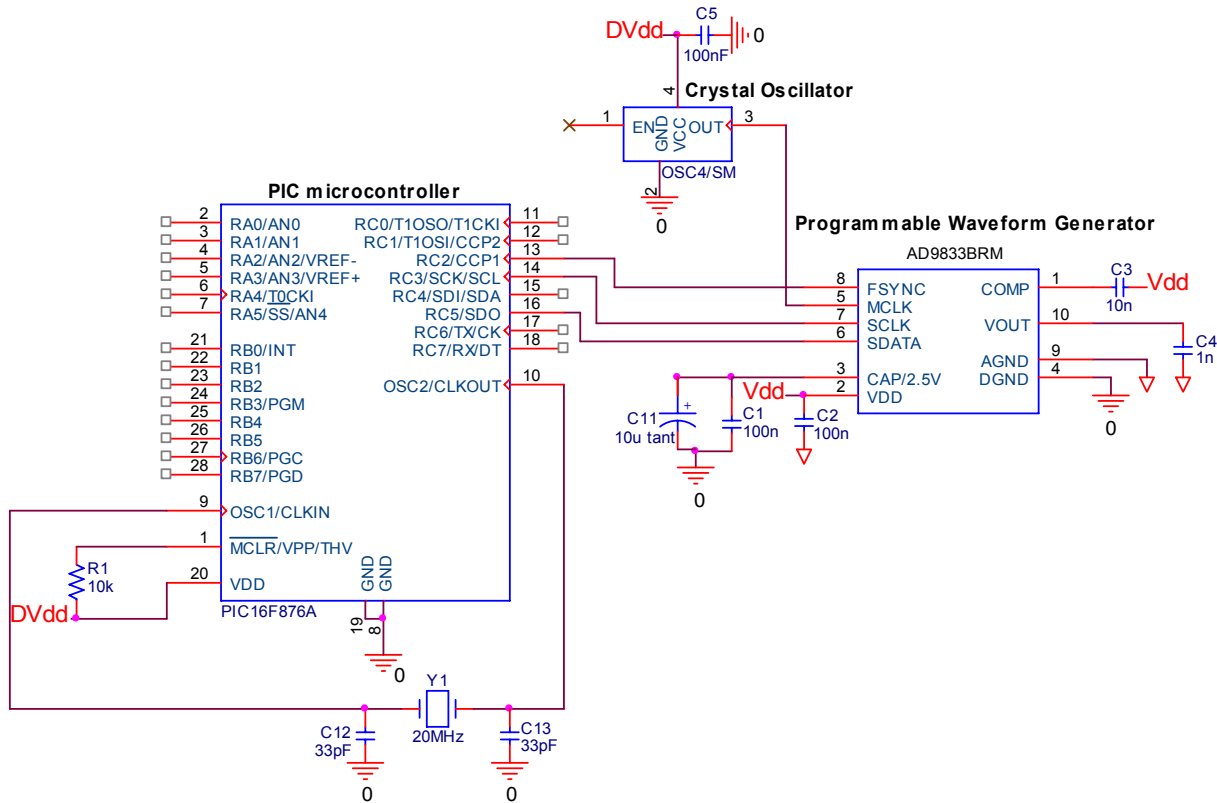 DVdd
C5
100nF
0
4
Crystal Oscillator
1
EN
GND
VCC
OUT
3
OSC4/SM
2
0
PIC microcontroller
2
RA0/AN0
3
RA1/AN1
4
RA2/AN2/VREF-
5
RA3/AN3/VREF+
6
RA4/T0CKI
7
RA5/SS/AN4
21
RB0/INT
22
RB1
23
RB2
24
RB3/PGM
25
RB4
26
RB5
27
RB6/PGC
28
RB7/PGD
9
OSC1/CLKIN
1
MCLR/VPP/THV
20
VDD
RC0/T1OSO/T1CKI
11
RC1/T1OSI/CCP2
12
RC2/CCP1
13
RC3/SCK/SCL
14
RC4/SDI/SDA
15
RC5/SDO
16
RC6/TX/CK
17
RC7/RX/DT
18
OSC2/CLKOUT
10
GND
GND
19
8
PIC16F876A
0
R1
10k
DVdd
Y1
20MHz
C12
33pF
0
C13
33pF
0
Programmable Waveform Generator
AD9833BRM
8
FSYNC
5
MCLK
7
SCLK
6
SDATA
3
CAP/2.5V
2
VDD
COMP
1
VOUT
10
AGND
9
DGND
4
C3
10n
Vdd
C4
1n
0
Vdd
C11
+
10u tant
C1
100n
C2
100n
0